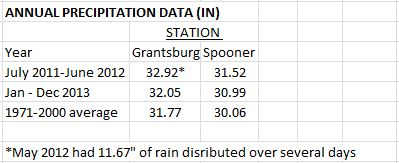 ANNUAL PRECIPITATION DATA (IN)
STATION
Year Grantsburg Spooner
July 2011-June 2012 32.92* 31.52
Jan - Dec 2013 32.05 30.99
1971-2000 average 31.77 30.06
*May 2012 had 11.67" of rain disributed over several days